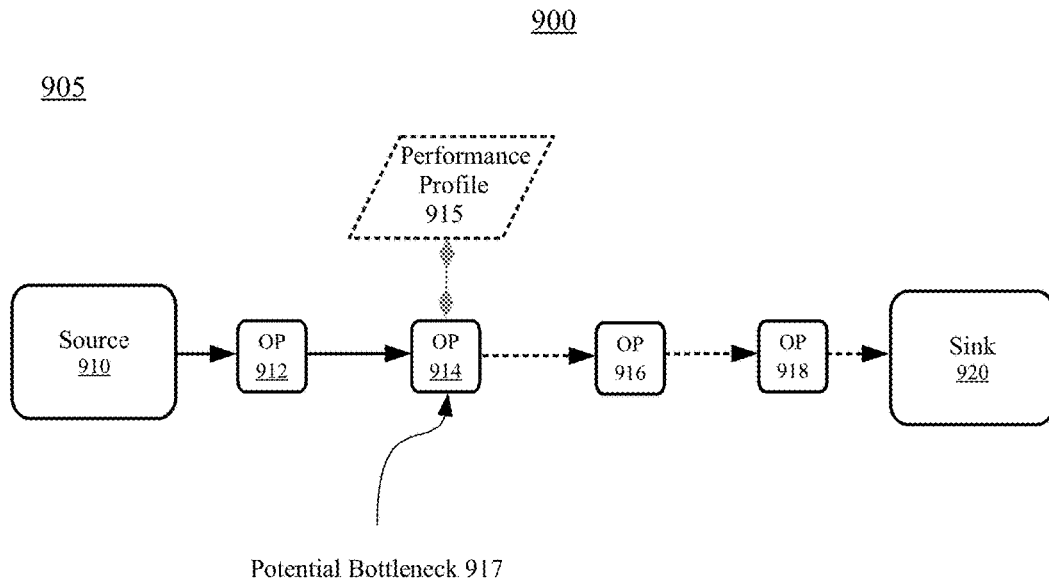 900
905
Performance
Profile
915
Source
910
OP
912
OP
914
OP
916
OP
918
Sink
920
Potential Bottleneck 917